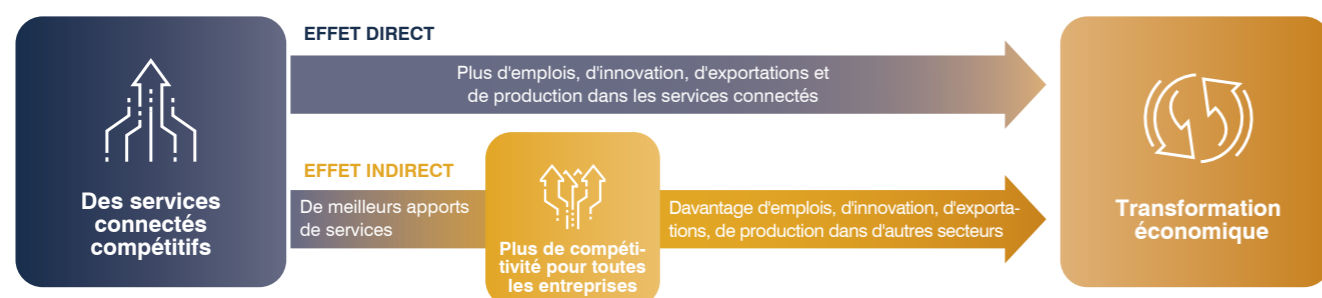 Des services
connectés
compétitifs
EFFET DIRECT
Plus d'emplois, d'innovation, d'exportations et
de production dans les services connectés
EFFET INDIRECT
De meilleurs apports
de services
Plus de compéti-
tivité pour toutes
les entreprises
Davantage d'emplois, d'innovation, d'exporta-
tions, de production dans d'autres secteurs
Transformation
économique